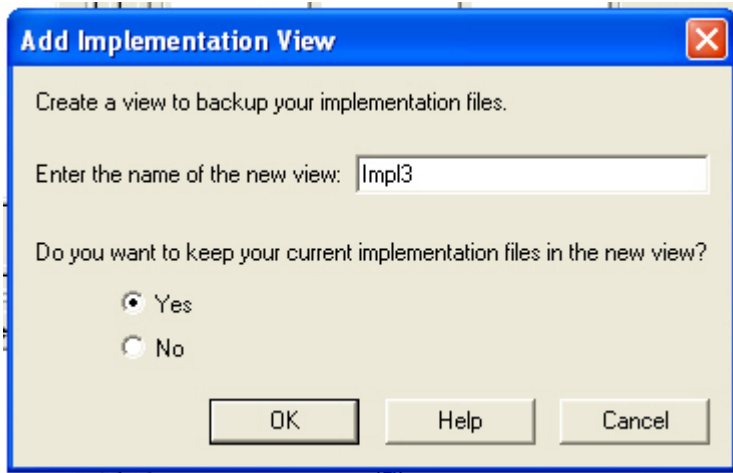 Add Implementation View
Create a view to backup your implementation files.
Enter the name of the new view: Impl3
Do you want to keep your current implementation files in the new view?
Yes
No
OK Help Cancel